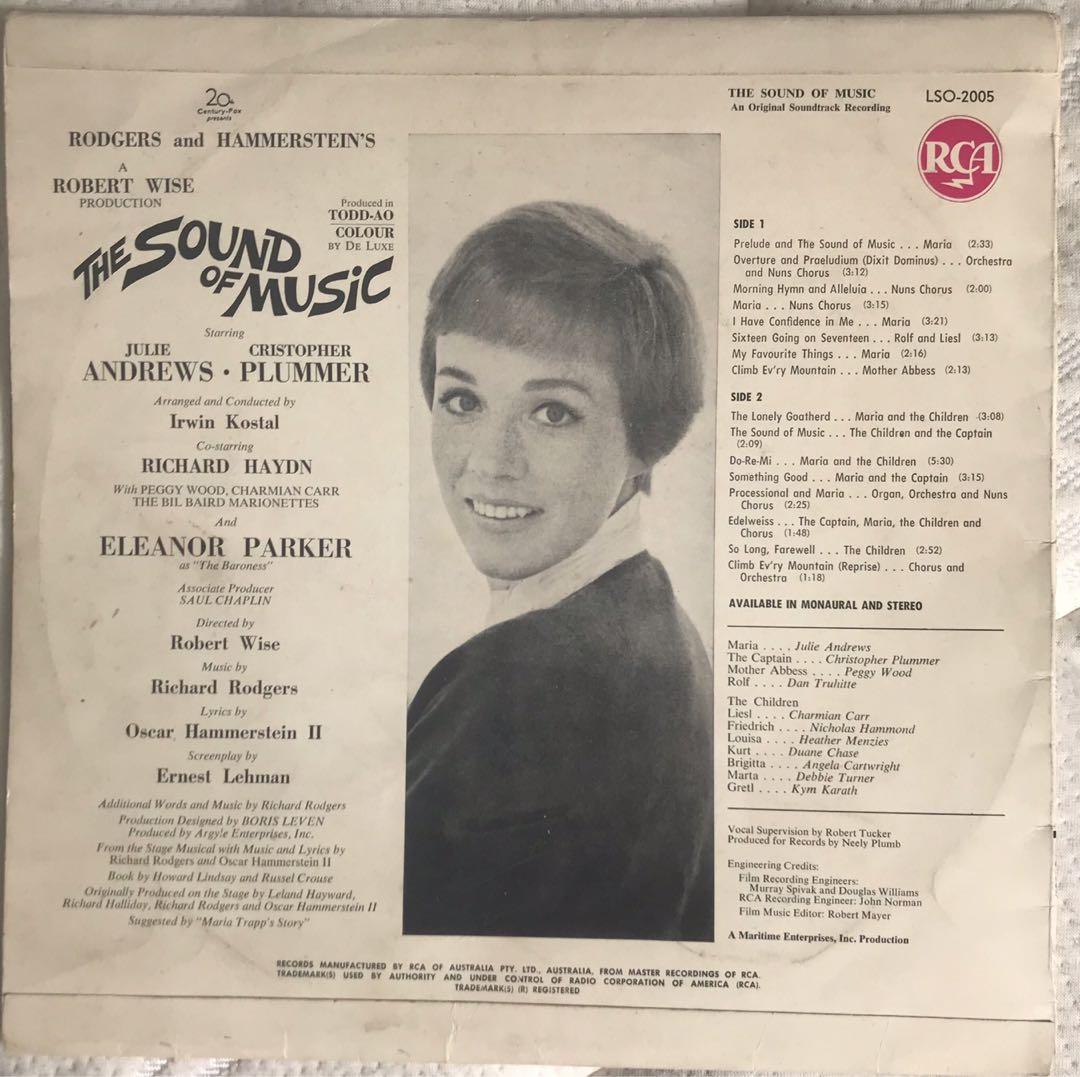 20th
Century-Fox
presents
RODGERS and HAMMERSTEIN'S
A
ROBERT WISE
PRODUCTION
Produced in
TODD-AO
COLOUR
BY DE LUXE
THE SOUND
OF MUSIC
Starring
JULIE CRISTOPHER
ANDREWS • PLUMMER
Arranged and Conducted by
Irwin Kostal
Co-starring
RICHARD HAYDN
With PEGGY WOOD, CHARMIAN CARR
THE BIL BAIRD MARIONETTES
And
ELEANOR PARKER
as "The Baroness"
Associate Producer
SAUL CHAPLIN
Directed by
Robert Wise
Music by
Richard Rodgers
Lyrics by
Oscar Hammerstein II
Screenplay by
Ernest Lehman
Additional Words and Music by Richard Rodgers
Production Designed by BORIS LEVEN
Produced by Argyle Enterprises, Inc.
From the Stage Musical with Music and Lyrics by
Richard Rodgers and Oscar Hammerstein II
Book by Howard Lindsay and Russel Crouse
Originally Produced on the Stage by Leland Hayward,
Richard Halliday, Richard Rodgers and Oscar Hammerstein II
Suggested by "Maria Trapp's Story"
THE SOUND OF MUSIC
An Original Soundtrack Recording
LSO-2005
RCA
SIDE 1
Prelude and The Sound of Music . . . Maria (2:33)
Overture and Praeludium (Dixit Dominus) . . . Orchestra
and Nuns Chorus (3:12)
Morning Hymn and Alleluia . . . Nuns Chorus (2:00)
Maria . . . Nuns Chorus (3:15)
I Have Confidence in Me . . . Maria (3:21)
Sixteen Going on Seventeen . . . Rolf and Liesl (3:13)
My Favourite Things . . . Maria (2:16)
Climb Ev'ry Mountain . . . Mother Abbess (2:13)
SIDE 2
The Lonely Goatherd . . . Maria and the Children (3:08)
The Sound of Music . . . The Children and the Captain
(2:09)
Do-Re-Mi . . . Maria and the Children (5:30)
Something Good . . . Maria and the Captain (3:15)
Processional and Maria . . . Organ, Orchestra and Nuns
Chorus (2:25)
Edelweiss . . . The Captain, Maria, the Children and
Chorus (1:48)
So Long, Farewell . . . The Children (2:52)
Climb Ev'ry Mountain (Reprise) . . . Chorus and
Orchestra (1:18)
AVAILABLE IN MONAURAL AND STEREO
Maria . . . . Julie Andrews
The Captain . . . . Christopher Plummer
Mother Abbess . . . . Peggy Wood
Rolf . . . . Dan Truhitte
The Children
Liesl . . . . Charmian Carr
Friedrich . . . . Nicholas Hammond
Louisa . . . . Heather Menzies
Kurt . . . . Duane Chase
Brigitta . . . . Angela Cartwright
Marta . . . . Debbie Turner
Gretl . . . . Kym Karath
Vocal Supervision by Robert Tucker
Produced for Records by Neely Plumb
Engineering Credits:
Film Recording Engineers:
Murray Spivak and Douglas Williams
RCA Recording Engineer: John Norman
Film Music Editor: Robert Mayer
A Maritime Enterprises, Inc. Production
RECORDS MANUFACTURED BY RCA OF AUSTRALIA PTY. LTD., AUSTRALIA, FROM MASTER RECORDINGS OF RCA.
TRADEMARK(S) USED BY AUTHORITY AND UNDER CONTROL OF RADIO CORPORATION OF AMERICA (RCA).
TRADEMARK(S) (R) REGISTERED